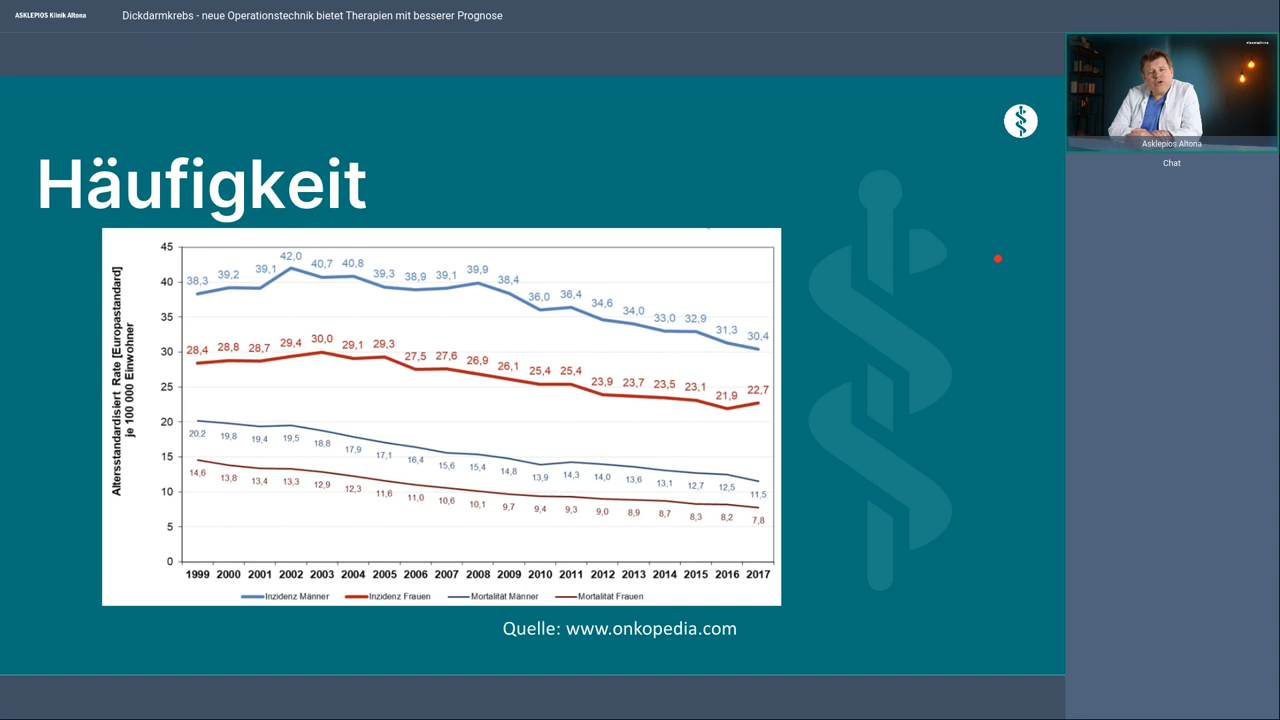 ASKLEPIOS Klinik Altona
Dickdarmkrebs - neue Operationstechnik bietet Therapien mit besserer Prognose
Asklepios Altona
Chat
Häufigkeit
Altersstandardisiert Rate [Europastandard]
je 100 000 Einwohner
45
40
35
30
25
20
15
10
5
0
38,3 39,2 39,1 42,0 40,7 40,8 39,3 38,9 39,1 39,9 38,4 36,0 36,4 34,6 34,0 33,0 32,9 31,3 30,4
28,4 28,8 28,7 29,4 30,0 29,1 29,3 27,5 27,6 26,9 26,1 25,4 25,4 23,9 23,7 23,5 23,1 21,9 22,7
20,2 19,8 19,4 19,5 18,8 17,9 17,1 16,4 15,6 15,4 14,8 13,9 14,3 14,0 13,6 13,1 12,7 12,5 11,5
14,6 13,8 13,4 13,3 12,9 12,3 11,6 11,0 10,6 10,1 9,7 9,4 9,3 9,0 8,9 8,7 8,3 8,2 7,8
1999 2000 2001 2002 2003 2004 2005 2006 2007 2008 2009 2010 2011 2012 2013 2014 2015 2016 2017
Inzidenz Männer Inzidenz Frauen Mortalität Männer Mortalität Frauen
Quelle: www.onkopedia.com